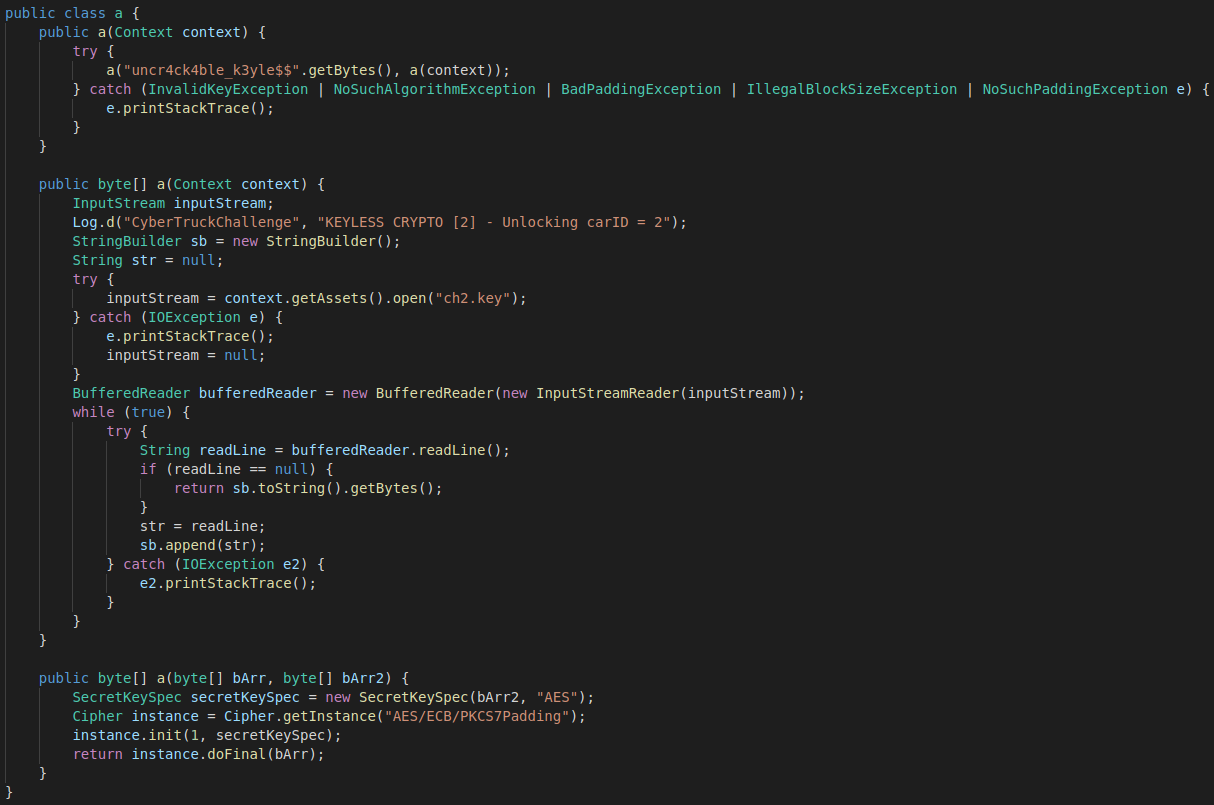 public class a {
    public a(Context context) {
        try {
            a("uncr4ck4ble_k3yle$$".getBytes(), a(context));
        } catch (InvalidKeyException | NoSuchAlgorithmException | BadPaddingException | IllegalBlockSizeException | NoSuchPaddingException e) {
            e.printStackTrace();
        }
    }

    public byte[] a(Context context) {
        InputStream inputStream;
        Log.d("CyberTruckChallenge", "KEYLESS CRYPTO [2] - Unlocking carID = 2");
        StringBuilder sb = new StringBuilder();
        String str = null;
        try {
            inputStream = context.getAssets().open("ch2.key");
        } catch (IOException e) {
            e.printStackTrace();
            inputStream = null;
        }
        BufferedReader bufferedReader = new BufferedReader(new InputStreamReader(inputStream));
        while (true) {
            try {
                String readLine = bufferedReader.readLine();
                if (readLine == null) {
                    return sb.toString().getBytes();
                }
                str = readLine;
                sb.append(str);
            } catch (IOException e2) {
                e2.printStackTrace();
            }
        }
    }

    public byte[] a(byte[] bArr, byte[] bArr2) {
        SecretKeySpec secretKeySpec = new SecretKeySpec(bArr2, "AES");
        Cipher instance = Cipher.getInstance("AES/ECB/PKCS7Padding");
        instance.init(1, secretKeySpec);
        return instance.doFinal(bArr);
    }
}